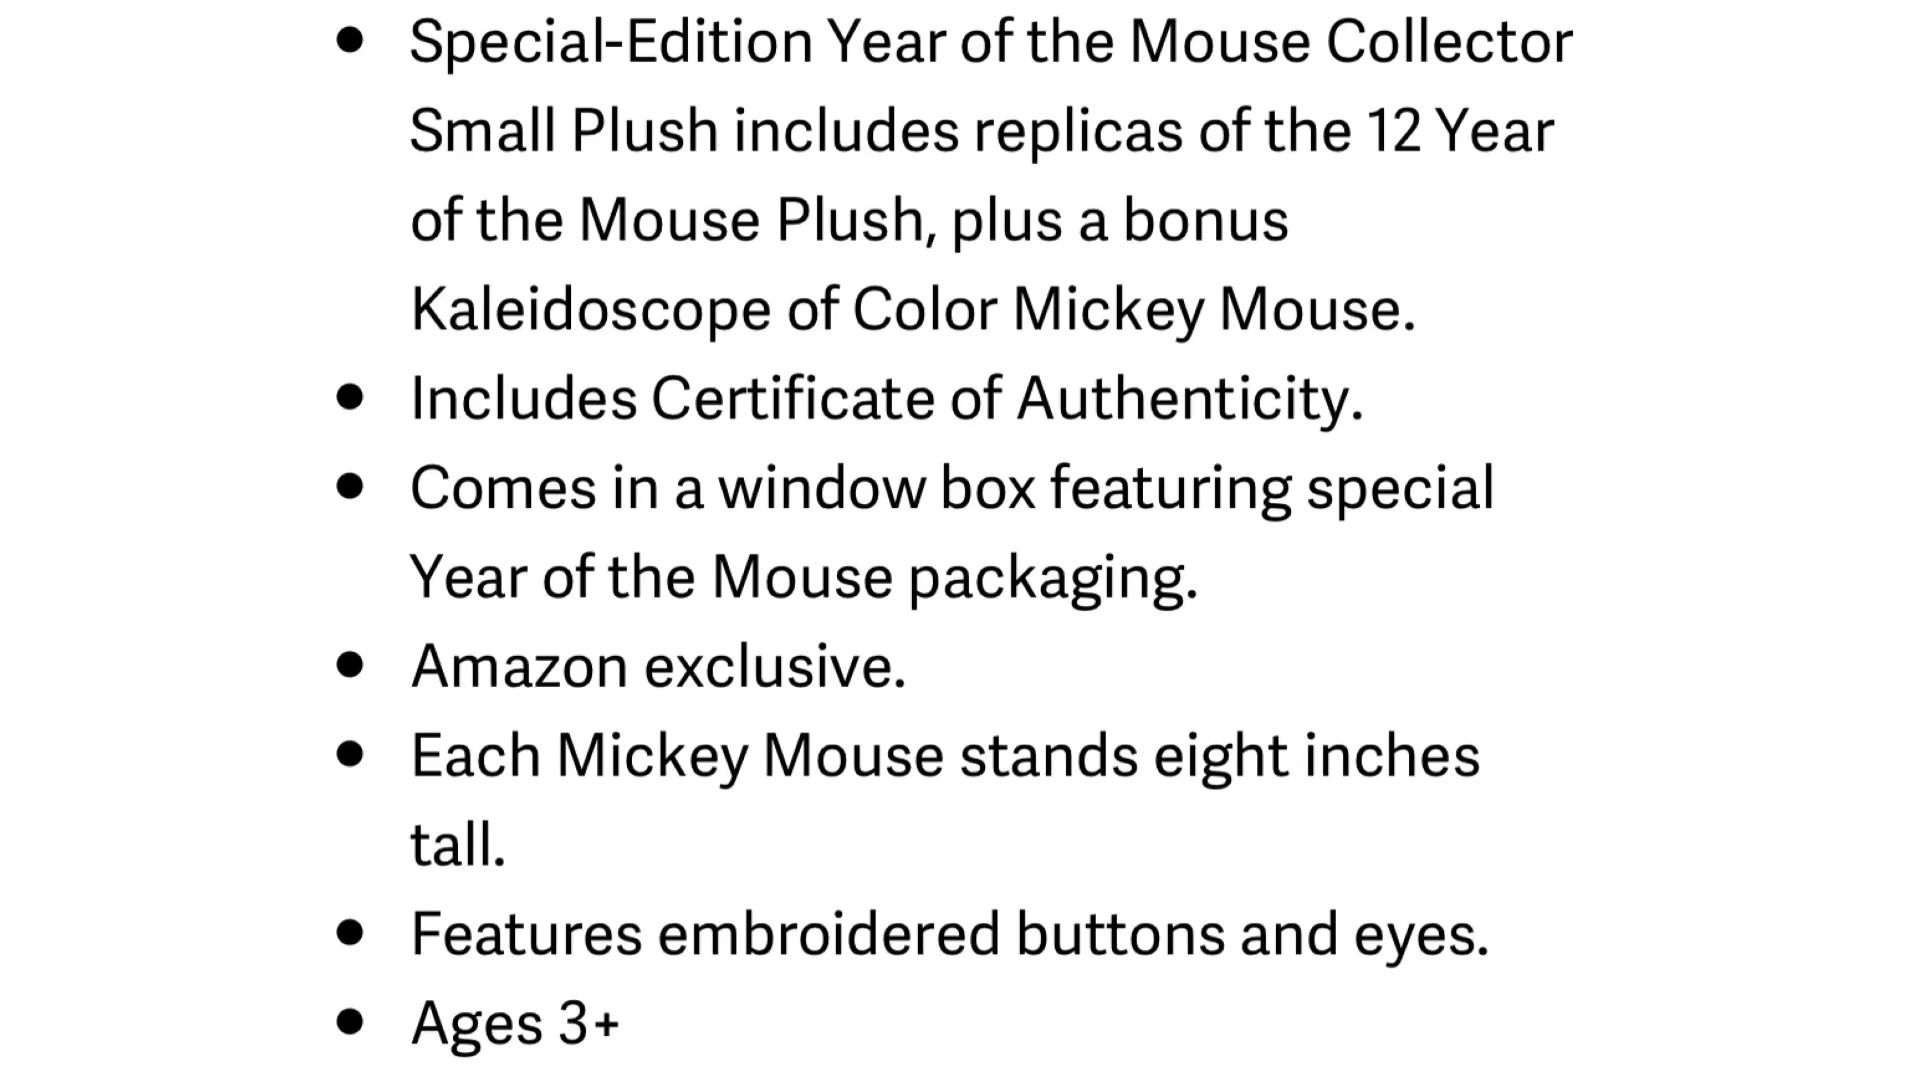 • Special-Edition Year of the Mouse Collector
Small Plush includes replicas of the 12 Year
of the Mouse Plush, plus a bonus
Kaleidoscope of Color Mickey Mouse.
• Includes Certificate of Authenticity.
• Comes in a window box featuring special
Year of the Mouse packaging.
• Amazon exclusive.
• Each Mickey Mouse stands eight inches
tall.
• Features embroidered buttons and eyes.
• Ages 3+